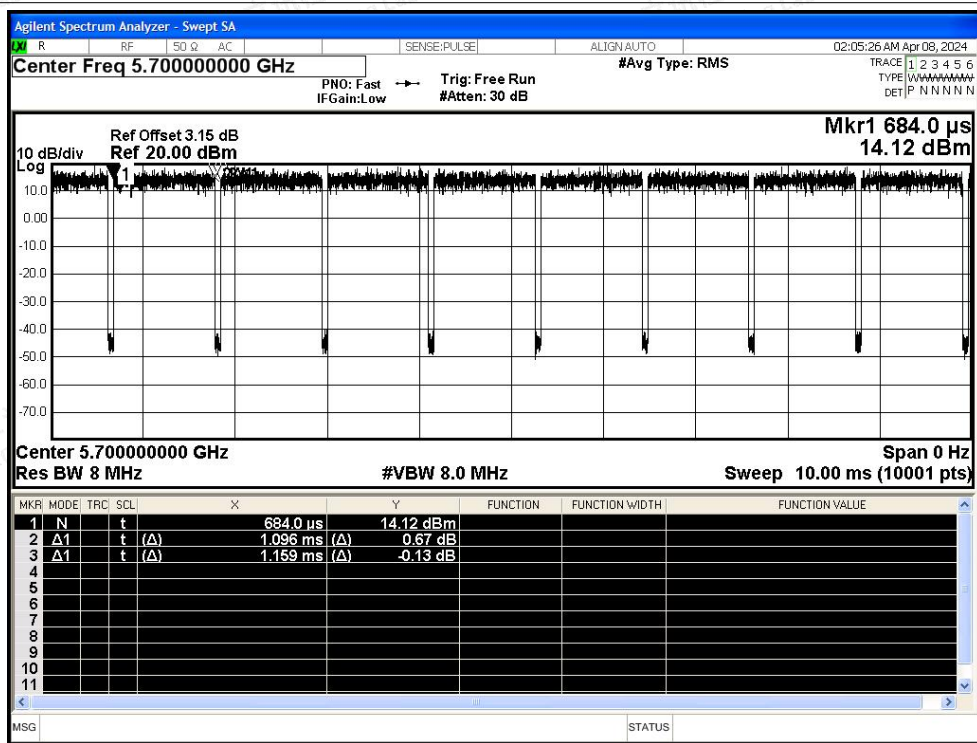 Agilent Spectrum Analyzer - Swept SA
LXI R RF 50 Ω AC SENSE:PULSE ALIGN AUTO 02:05:26 AM Apr 08, 2024
Center Freq 5.700000000 GHz #Avg Type: RMS TRACE 1 2 3 4 5 6
PNO: Fast Trig: Free Run TYPE WWWWWW
IFGain:Low #Atten: 30 dB DET P N N N N N
Ref Offset 3.15 dB Mkr1 684.0 µs
10 dB/div Ref 20.00 dBm 14.12 dBm
Log
1
10.0
0.00
-10.0
-20.0
-30.0
-40.0
-50.0
-60.0
-70.0
Center 5.700000000 GHz Span 0 Hz
Res BW 8 MHz #VBW 8.0 MHz Sweep 10.00 ms (10001 pts)
MKR MODE TRC SCL X Y FUNCTION FUNCTION WIDTH FUNCTION VALUE
1 N t 684.0 µs 14.12 dBm
2 Δ1 t (Δ) 1.096 ms (Δ) 0.67 dB
3 Δ1 t (Δ) 1.159 ms (Δ) -0.13 dB
4
5
6
7
8
9
10
11
MSG STATUS